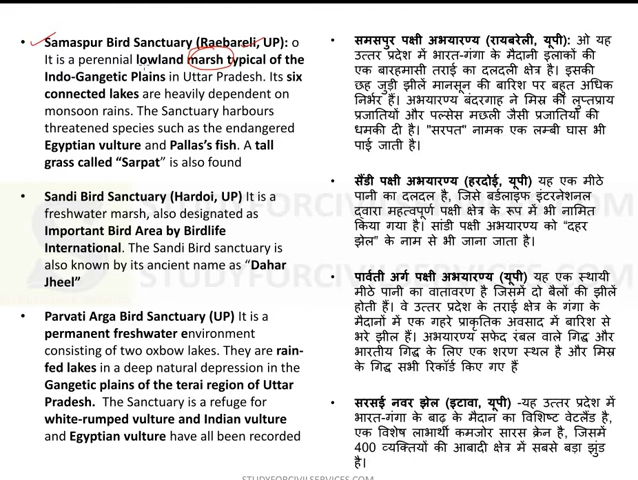 Samaspur Bird Sanctuary (Raebareli, UP): o
It is a perennial lowland marsh typical of the
Indo-Gangetic Plains in Uttar Pradesh. Its six
connected lakes are heavily dependent on
monsoon rains. The Sanctuary harbours
threatened species such as the endangered
Egyptian vulture and Pallas's fish. A tall
grass called “Sarpat” is also found
Sandi Bird Sanctuary (Hardoi, UP) It is a
freshwater marsh, also designated as
Important Bird Area by Birdlife
International. The Sandi Bird sanctuary is
also known by its ancient name as “Dahar
Jheel”
Parvati Arga Bird Sanctuary (UP) It is a
permanent freshwater environment
consisting of two oxbow lakes. They are rain-
fed lakes in a deep natural depression in the
Gangetic plains of the terai region of Uttar
Pradesh. The Sanctuary is a refuge for
white-rumped vulture and Indian vulture
and Egyptian vulture have all been recorded
समसपुर पक्षी अभयारण्य (रायबरेली, यूपी): ओ यह
उत्तर प्रदेश में भारत-गंगा के मैदानी इलाकों की
एक बारहमासी तराई का दलदली क्षेत्र है। इसकी
छह जुड़ी झीलें मानसून की बारिश पर बहुत अधिक
निर्भर हैं। अभयारण्य बंदरगाह ने मिस्र की लुप्तप्राय
प्रजातियों और पल्सेस मछली जैसी प्रजातियों की
धमकी दी है। "सरपत" नामक एक लम्बी घास भी
पाई जाती है।
सैंडी पक्षी अभयारण्य (हरदोई, यूपी) यह एक मीठे
पानी का दलदल है, जिसे बर्डलाइफ इंटरनेशनल
द्वारा महत्वपूर्ण पक्षी क्षेत्र के रूप में भी नामित
किया गया है। सांडी पक्षी अभयारण्य को “दहर
झेल” के नाम से भी जाना जाता है।
पार्वती अर्ग पक्षी अभयारण्य (यूपी) यह एक स्थायी
मीठे पानी का वातावरण है जिसमें दो बैलों की झीलें
होती हैं। वे उत्तर प्रदेश के तराई क्षेत्र के गंगा के
मैदानों में एक गहरे प्राकृतिक अवसाद में बारिश से
भरे झील हैं। अभयारण्य सफेद रंबल वाले गिद्ध और
भारतीय गिद्ध के लिए एक शरण स्थल है और मिस्र
के गिद्ध सभी रिकॉर्ड किए गए हैं
सरसई नवर झेल (इटावा, यूपी) -यह उत्तर प्रदेश में
भारत-गंगा के बाढ़ के मैदान का विशिष्ट वेटलैंड है,
एक विशेष लाभार्थी कमजोर सारस क्रेन है, जिसमें
400 व्यक्तियों की आबादी क्षेत्र में सबसे बड़ा झुंड
है।
STUDYFORCIVILSERVICES.COM